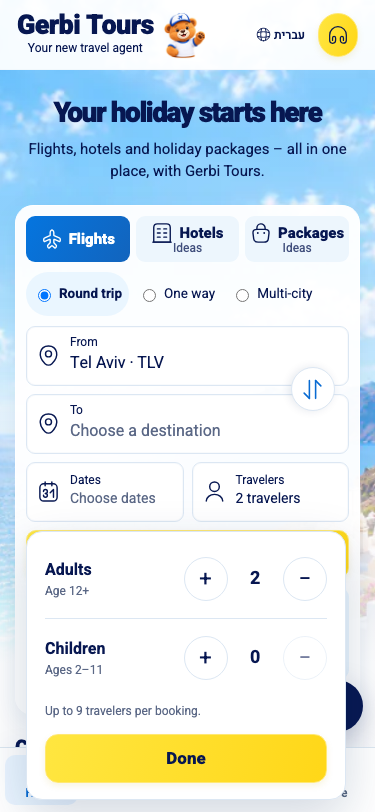 Gerbi Tours
Your new travel agent
עברית
Your holiday starts here
Flights, hotels and holiday packages – all in one
place, with Gerbi Tours.
Flights
Hotels
Ideas
Packages
Ideas
Round trip
One way
Multi-city
From
Tel Aviv · TLV
To
Choose a destination
31
Dates
Choose dates
Travelers
2 travelers
Adults
Age 12+
+ 2 −
Children
Ages 2–11
+ 0 −
Up to 9 travelers per booking.
Done